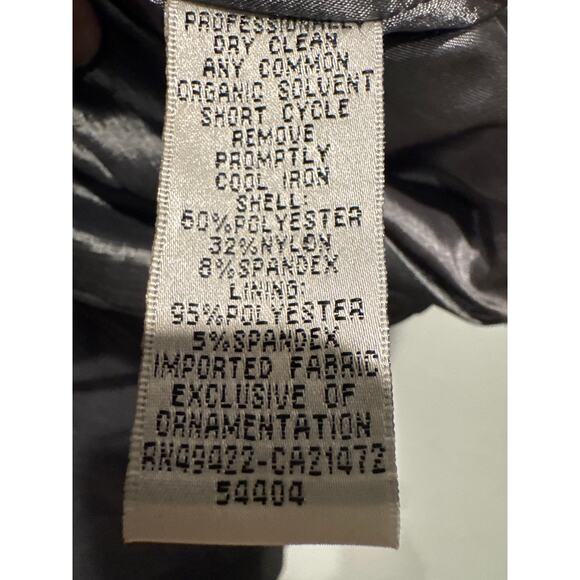 PROFESSIONALLY
DRY CLEAN
ANY COMMON
ORGANIC SOLVENT
SHORT CYCLE
REMOVE
PROMPTLY
COOL IRON
SHELL:
60%POLYESTER
32%NYLON
8%SPANDEX
LINING:
95%POLYESTER
5%SPANDEX
IMPORTED FABRIC
EXCLUSIVE OF
ORNAMENTATION
RN49422-CA21472
54404